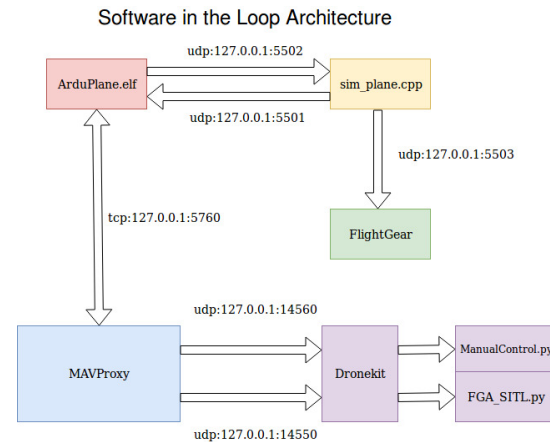 Software in the Loop Architecture
udp:127.0.0.1:5502
ArduPlane.elf
sim_plane.cpp
udp:127.0.0.1:5501
udp:127.0.0.1:5503
tcp:127.0.0.1:5760
FlightGear
udp:127.0.0.1:14560
MAVProxy
Dronekit
ManualControl.py
FGA_SITL.py
udp:127.0.0.1:14550